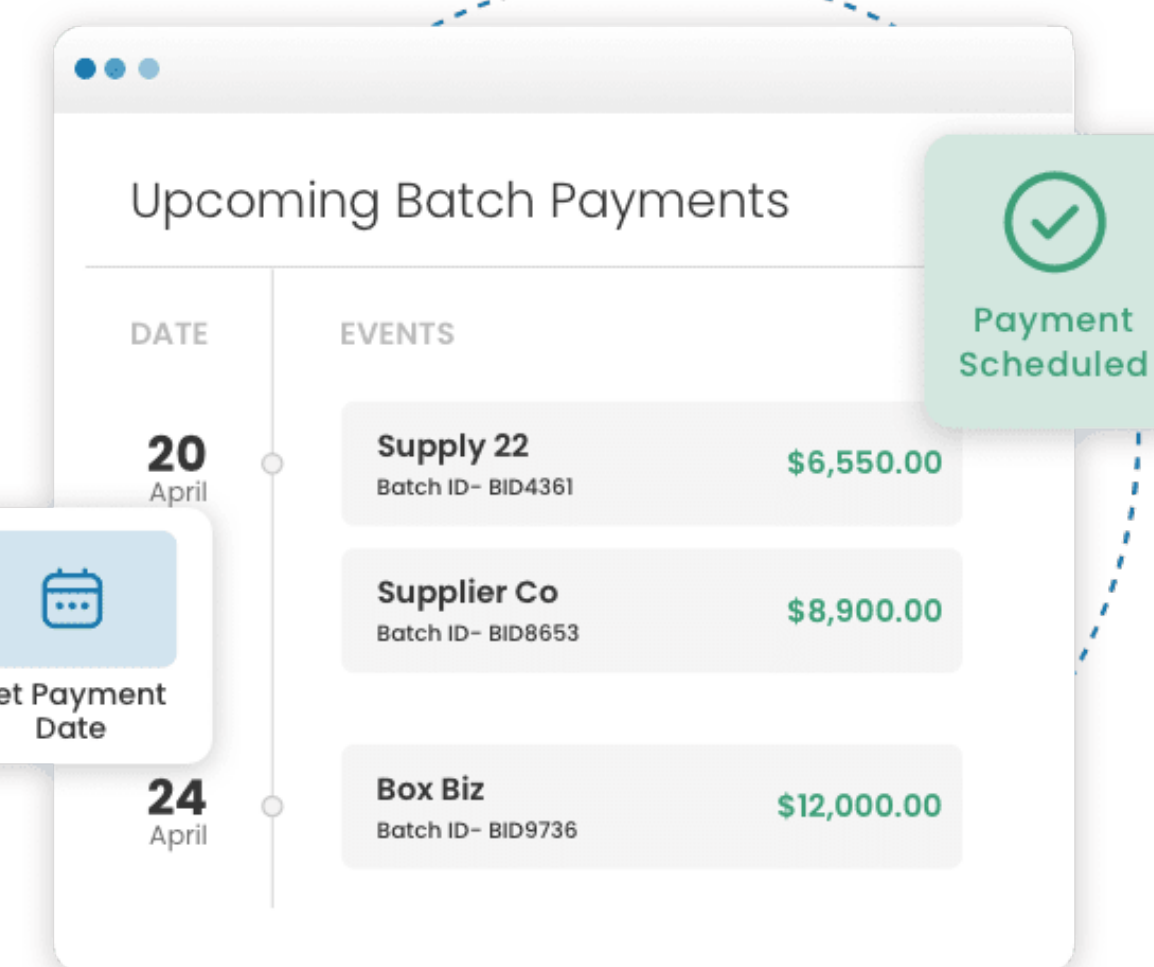 Upcoming Batch Payments
DATE
EVENTS
Payment
Scheduled
20
April
Supply 22
Batch ID- BID4361
$6,550.00
Supplier Co
Batch ID- BID8653
$8,900.00
Payment
Date
24
April
Box Biz
Batch ID- BID9736
$12,000.00